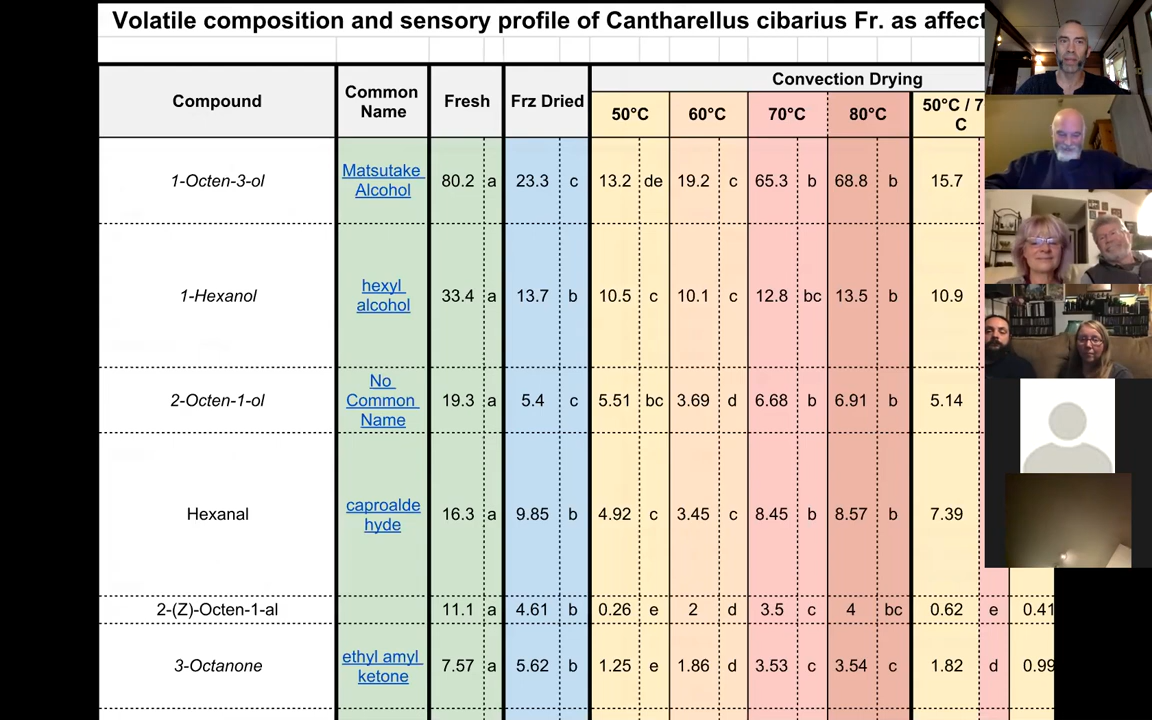 Volatile composition and sensory profile of Cantharellus cibarius Fr. as affect
Compound
Common
Name
Fresh
Frz Dried
Convection Drying
50°C
60°C
70°C
80°C
50°C / 7
C
1-Octen-3-ol
Matsutake
Alcohol
80.2 a 23.3 c 13.2 de 19.2 c 65.3 b 68.8 b 15.7
1-Hexanol
hexyl
alcohol
33.4 a 13.7 b 10.5 c 10.1 c 12.8 bc 13.5 b 10.9
2-Octen-1-ol
No
Common
Name
19.3 a 5.4 c 5.51 bc 3.69 d 6.68 b 6.91 b 5.14
Hexanal
caproalde
hyde
16.3 a 9.85 b 4.92 c 3.45 c 8.45 b 8.57 b 7.39
2-(Z)-Octen-1-al 11.1 a 4.61 b 0.26 e 2 d 3.5 c 4 bc 0.62 e 0.41
3-Octanone
ethyl amyl
ketone
7.57 a 5.62 b 1.25 e 1.86 d 3.53 c 3.54 c 1.82 d 0.99